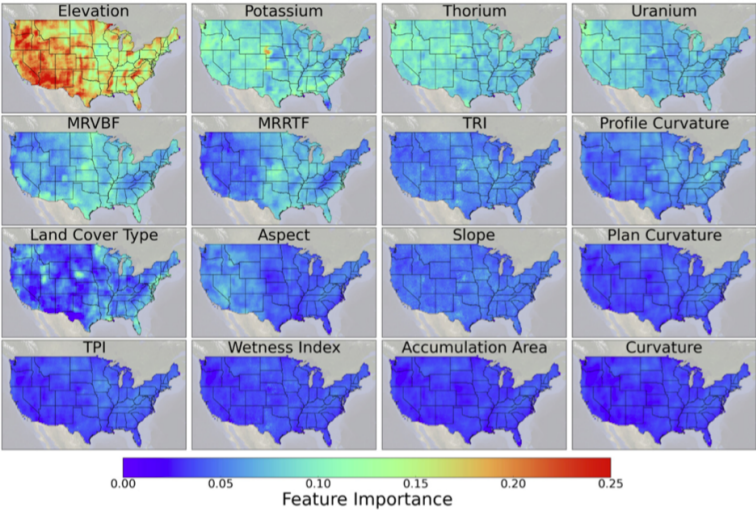 Elevation Potassium Thorium Uranium
MRVBF MRRTF TRI Profile Curvature
Land Cover Type Aspect Slope Plan Curvature
TPI Wetness Index Accumulation Area Curvature
0.00 0.05 0.10 0.15 0.20 0.25
Feature Importance